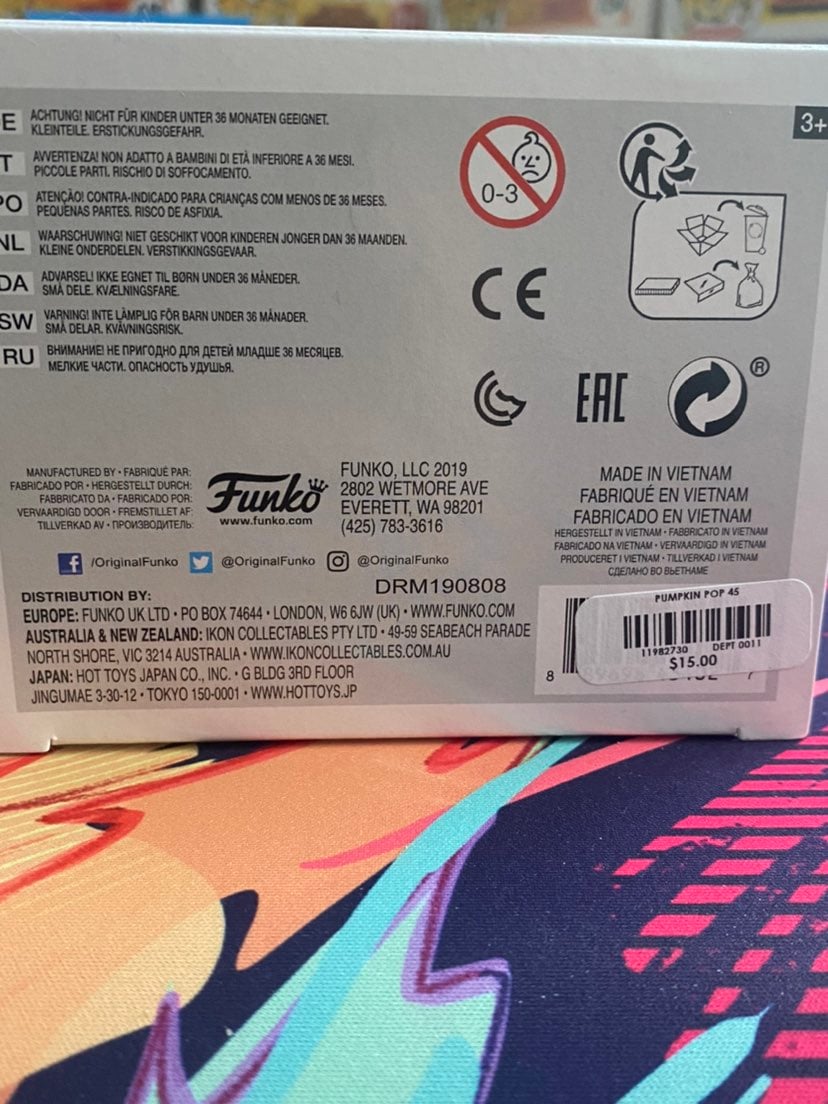 3+
E ACHTUNG! NICHT FÜR KINDER UNTER 36 MONATEN GEEIGNET.
KLEINTEILE. ERSTICKUNGSGEFAHR.
T AVVERTENZA! NON ADATTO A BAMBINI DI ETÀ INFERIORE A 36 MESI.
PICCOLE PARTI. RISCHIO DI SOFFOCAMENTO.
PO ATENÇÃO! CONTRA-INDICADO PARA CRIANÇAS COM MENOS DE 36 MESES.
PEQUENAS PARTES. RISCO DE ASFIXIA.
NL WAARSCHUWING! NIET GESCHIKT VOOR KINDEREN JONGER DAN 36 MAANDEN.
KLEINE ONDERDELEN. VERSTIKKINGSGEVAAR.
DA ADVARSEL! IKKE EGNET TIL BØRN UNDER 36 MÅNEDER.
SMÅ DELE. KVÆLNINGSFARE.
SW VARNING! INTE LÄMPLIG FÖR BARN UNDER 36 MÅNADER.
SMÅ DELAR. KVÄVNINGSRISK.
RU ВНИМАНИЕ! НЕ ПРИГОДНО ДЛЯ ДЕТЕЙ МЛАДШЕ 36 МЕСЯЦЕВ.
МЕЛКИЕ ЧАСТИ. ОПАСНОСТЬ УДУШЬЯ.
0-3
CE
EAC
®
MANUFACTURED BY • FABRIQUÉ PAR:
FABRICADO POR • HERGESTELLT DURCH:
FABBRICATO DA • FABRICADO POR:
VERVAARDIGD DOOR • FREMSTILLET AF:
TILLVERKAD AV • ПРОИЗВОДИТЕЛЬ:
Funko
www.funko.com
FUNKO, LLC 2019
2802 WETMORE AVE
EVERETT, WA 98201
(425) 783-3616
MADE IN VIETNAM
FABRIQUÉ EN VIETNAM
FABRICADO EN VIETNAM
HERGESTELLT IN VIETNAM • FABBRICATO IN VIETNAM
FABRICADO NA VIETNAM • VERVAARDIGD IN VIETNAM
PRODUCERET I VIETNAM • TILLVERKAD I VIETNAM
СДЕЛАНО ВО ВЬЕТНАМЕ
/OriginalFunko @OriginalFunko @OriginalFunko
DRM190808
DISTRIBUTION BY:
EUROPE: FUNKO UK LTD • PO BOX 74644 • LONDON, W6 6JW (UK) • WWW.FUNKO.COM
AUSTRALIA & NEW ZEALAND: IKON COLLECTABLES PTY LTD • 49-59 SEABEACH PARADE
NORTH SHORE, VIC 3214 AUSTRALIA • WWW.IKONCOLLECTABLES.COM.AU
JAPAN: HOT TOYS JAPAN CO., INC. • G BLDG 3RD FLOOR
JINGUMAE 3-30-12 • TOKYO 150-0001 • WWW.HOTTOYS.JP
PUMPKIN POP 45
11982730 DEPT 0011
$15.00
8 7